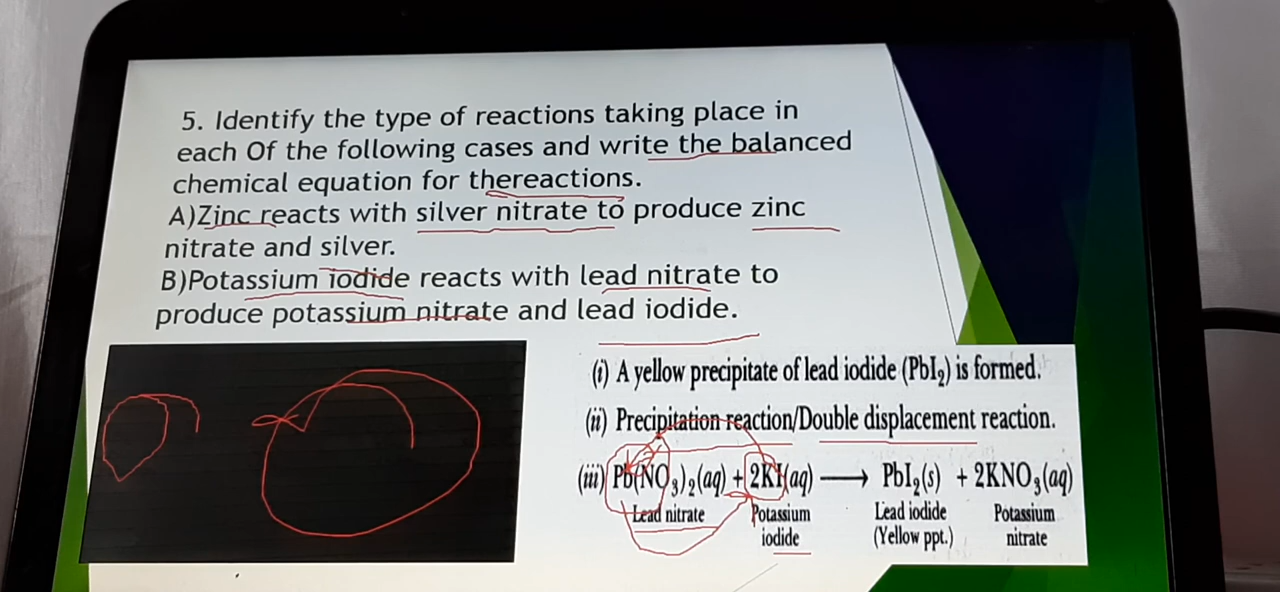 5. Identify the type of reactions taking place in
each Of the following cases and write the balanced
chemical equation for thereactions.
A)Zinc reacts with silver nitrate to produce zinc
nitrate and silver.
B)Potassium iodide reacts with lead nitrate to
produce potassium nitrate and lead iodide.
(i) A yellow precipitate of lead iodide (PbI₂) is formed.
(ii) Precipitation reaction/Double displacement reaction.
(iii) Pb(NO₃)₂(aq) + 2KI(aq) ⟶ PbI₂(s) + 2KNO₃(aq)
Lead nitrate Potassium Lead iodide Potassium
iodide (Yellow ppt.) nitrate